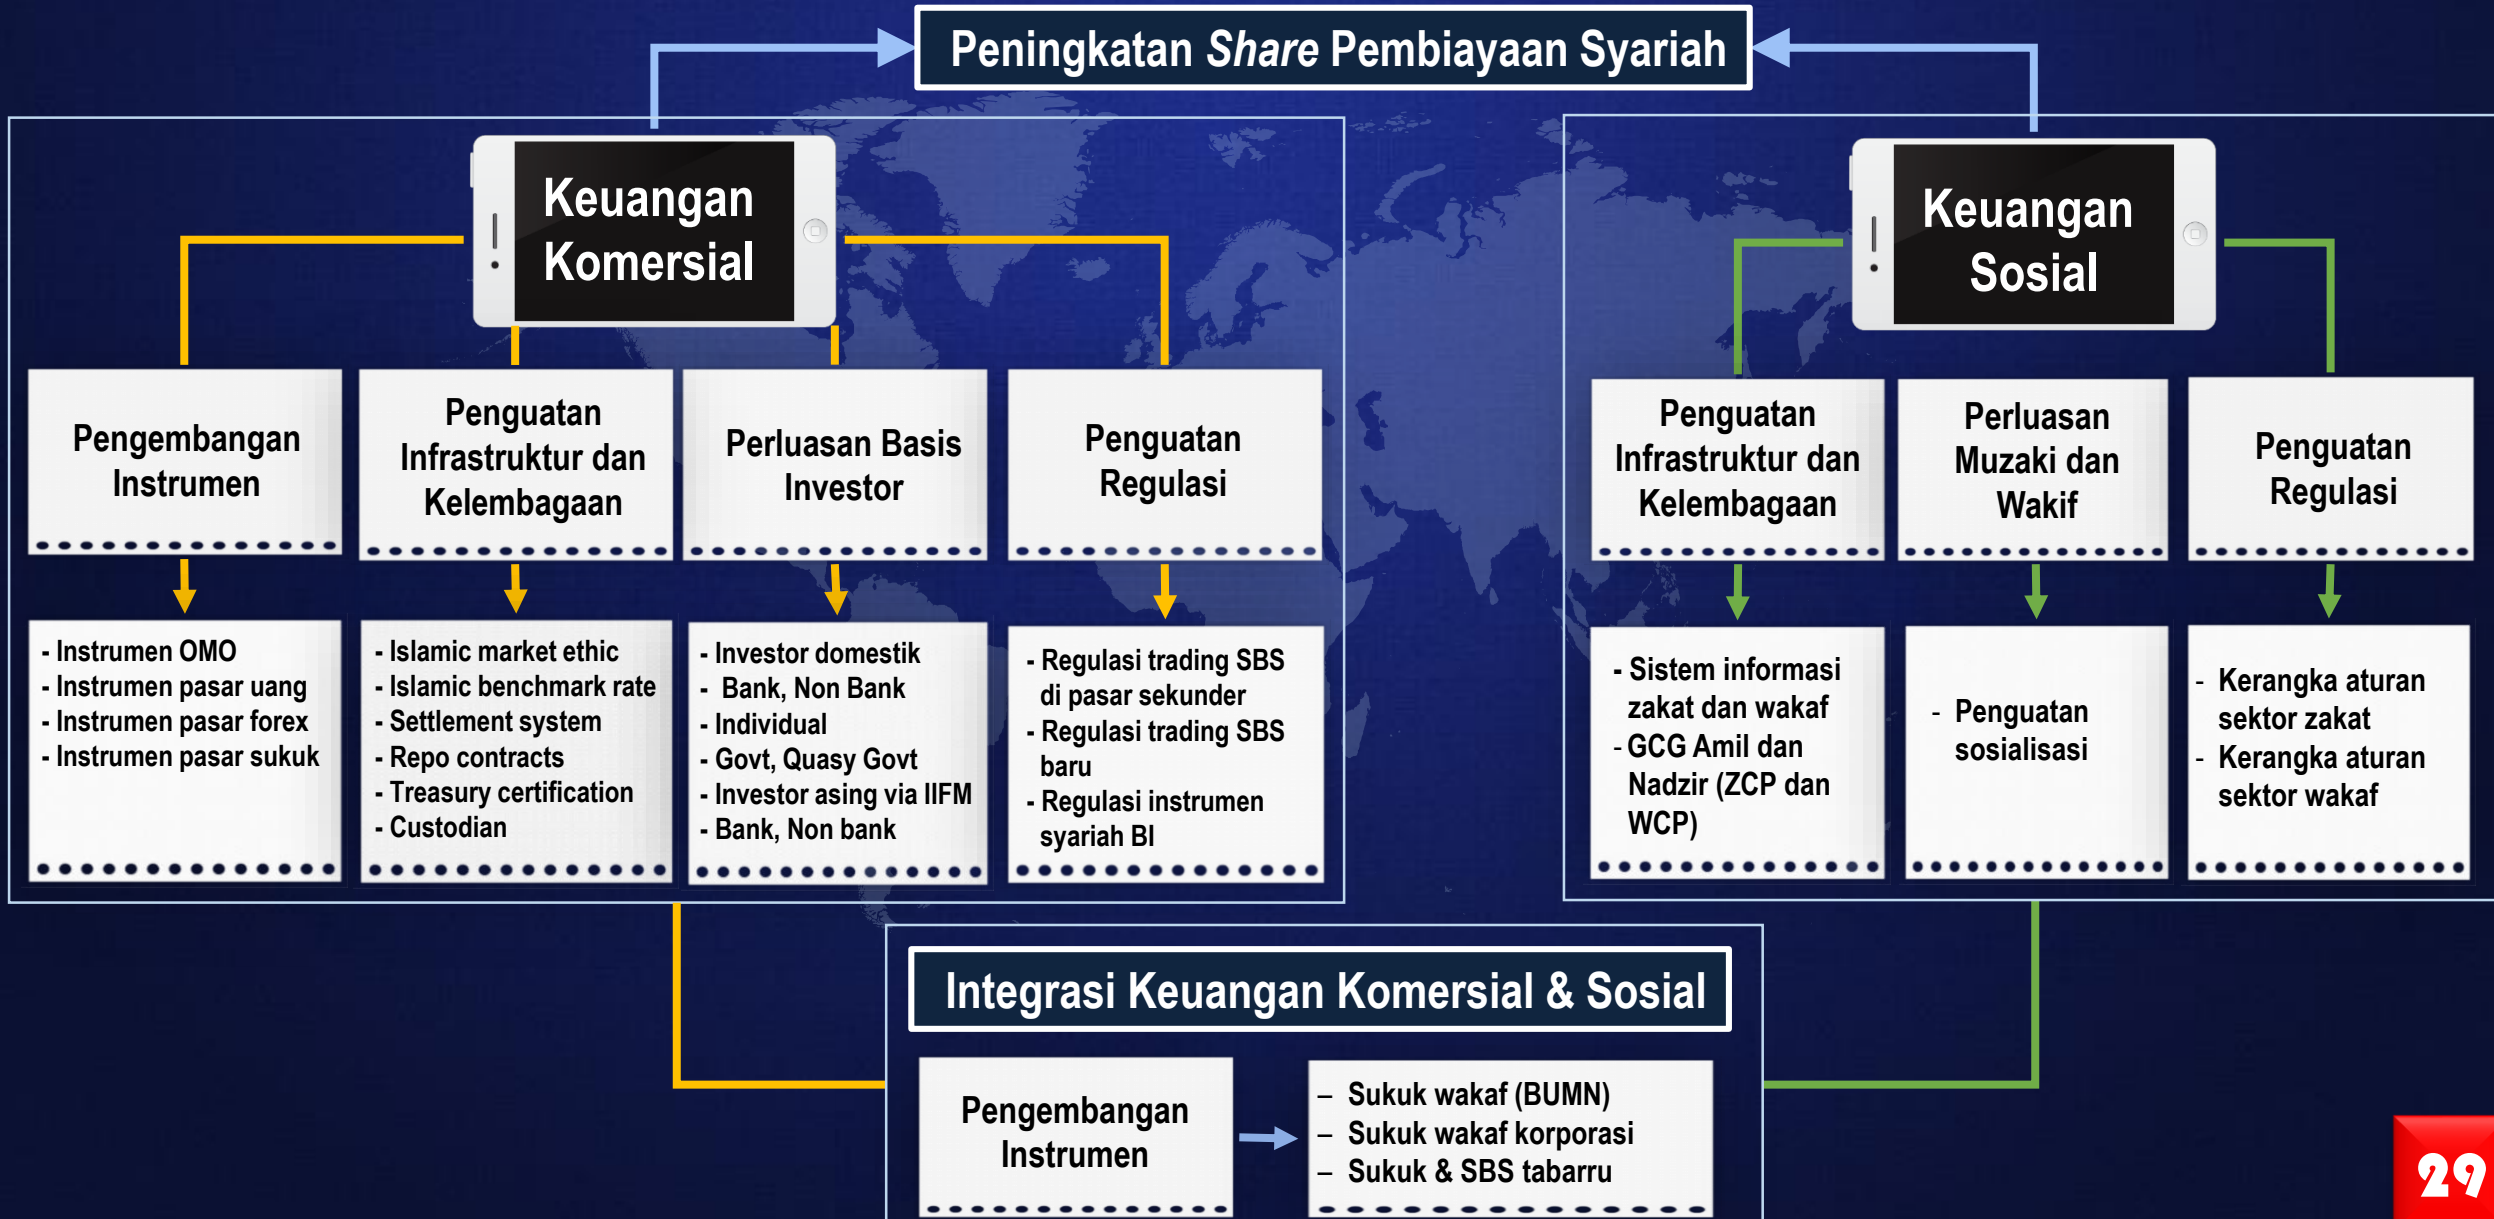 Peningkatan Share Pembiayaan Syariah
Keuangan
Komersial
Pengembangan
Instrumen
Penguatan
Infrastruktur dan
Kelembagaan
Perluasan Basis
Investor
Penguatan
Regulasi
- Instrumen OMO
- Instrumen pasar uang
- Instrumen pasar forex
- Instrumen pasar sukuk
- Islamic market ethic
- Islamic benchmark rate
- Settlement system
- Repo contracts
- Treasury certification
- Custodian
- Investor domestik
- Bank, Non Bank
- Individual
- Govt, Quasy Govt
- Investor asing via IIFM
- Bank, Non bank
- Regulasi trading SBS
di pasar sekunder
- Regulasi trading SBS
baru
- Regulasi instrumen
syariah BI
Keuangan
Sosial
Penguatan
Infrastruktur dan
Kelembagaan
Perluasan
Muzaki dan
Wakif
Penguatan
Regulasi
- Sistem informasi
zakat dan wakaf
- GCG Amil dan
Nadzir (ZCP dan
WCP)
- Penguatan
sosialisasi
- Kerangka aturan
sektor zakat
- Kerangka aturan
sektor wakaf
Integrasi Keuangan Komersial & Sosial
Pengembangan
Instrumen
– Sukuk wakaf (BUMN)
– Sukuk wakaf korporasi
– Sukuk & SBS tabarru
29